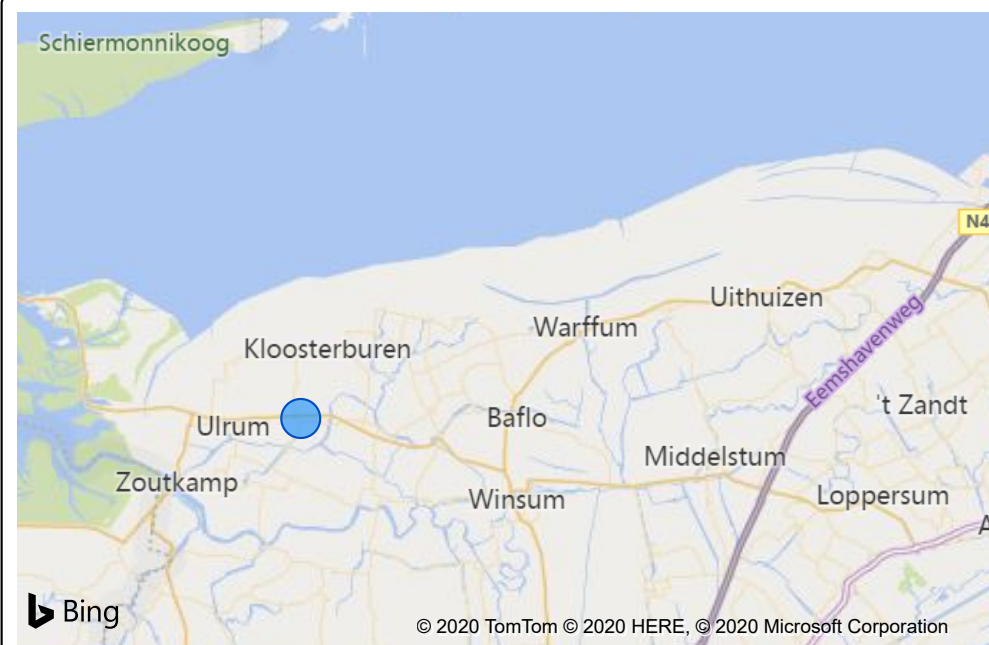 Schiermonnikoog
N4
Uithuizen
Warffum
Kloosterburen
Eemshavenweg
't Zandt
Baflo
Ulrum
Middelstum
Zoutkamp
Winsum
Loppersum
A
Bing
© 2020 TomTom © 2020 HERE, © 2020 Microsoft Corporation